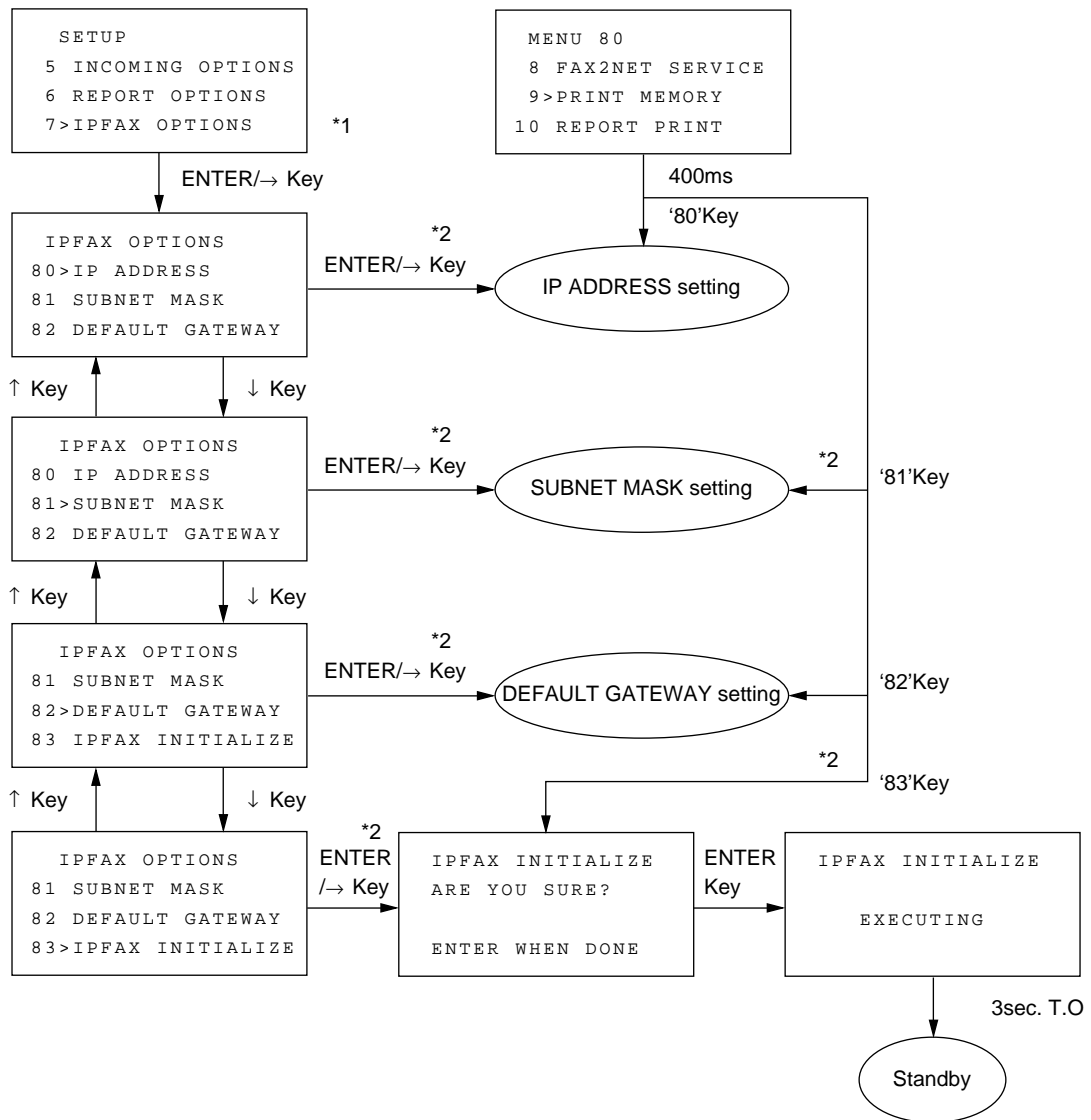 SETUP
5 INCOMING OPTIONS
6 REPORT OPTIONS
7>IPFAX OPTIONS
*1
MENU 80
8 FAX2NET SERVICE
9>PRINT MEMORY
10 REPORT PRINT
ENTER/→ Key
400ms
'80'Key
IPFAX OPTIONS
80>IP ADDRESS
81 SUBNET MASK
82 DEFAULT GATEWAY
*2
ENTER/→ Key
IP ADDRESS setting
↑ Key
↓ Key
IPFAX OPTIONS
80 IP ADDRESS
81>SUBNET MASK
82 DEFAULT GATEWAY
*2
ENTER/→ Key
SUBNET MASK setting
*2
'81'Key
↑ Key
↓ Key
IPFAX OPTIONS
81 SUBNET MASK
82>DEFAULT GATEWAY
83 IPFAX INITIALIZE
*2
ENTER/→ Key
DEFAULT GATEWAY setting
'82'Key
*2
'83'Key
↑ Key
↓ Key
IPFAX OPTIONS
81 SUBNET MASK
82 DEFAULT GATEWAY
83>IPFAX INITIALIZE
*2
ENTER
/→ Key
IPFAX INITIALIZE
ARE YOU SURE?
ENTER WHEN DONE
ENTER
Key
IPFAX INITIALIZE
EXECUTING
3sec. T.O
Standby